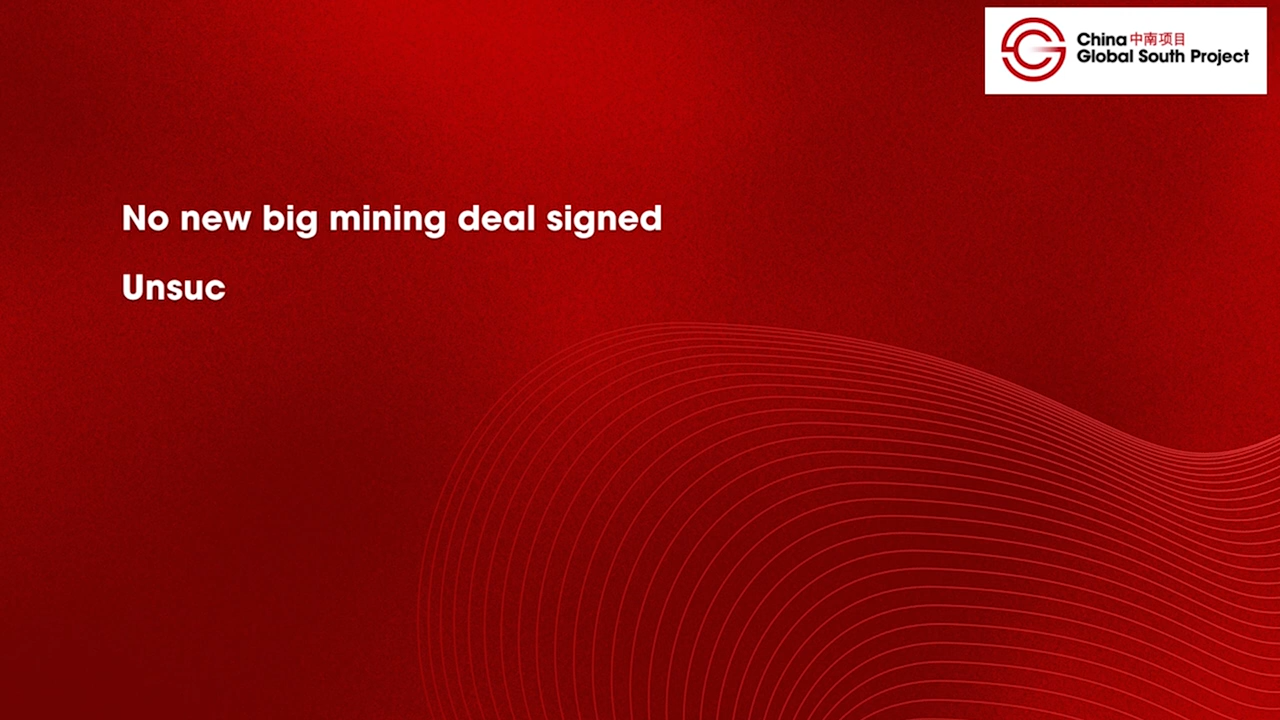 China 中南项目
Global South Project
No new big mining deal signed
Unsuc